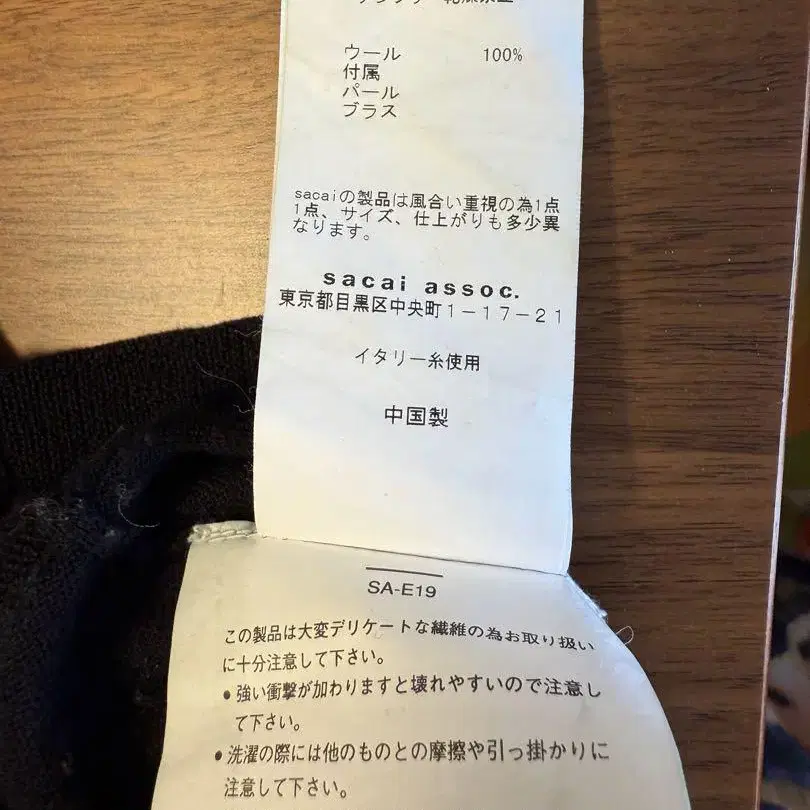 ウール 100%
付属
パール
ブラス
sacaiの製品は風合い重視の為1点
1点、サイズ、仕上がりも多少異
なります。
sacai assoc.
東京都目黒区中央町1－17－21
イタリー糸使用
中国製
SA-E19
この製品は大変デリケートな繊維の為お取り扱い
に十分注意して下さい。
●強い衝撃が加わりますと壊れやすいので注意し
て下さい。
●洗濯の際には他のものとの摩擦や引っ掛かりに
注意して下さい。